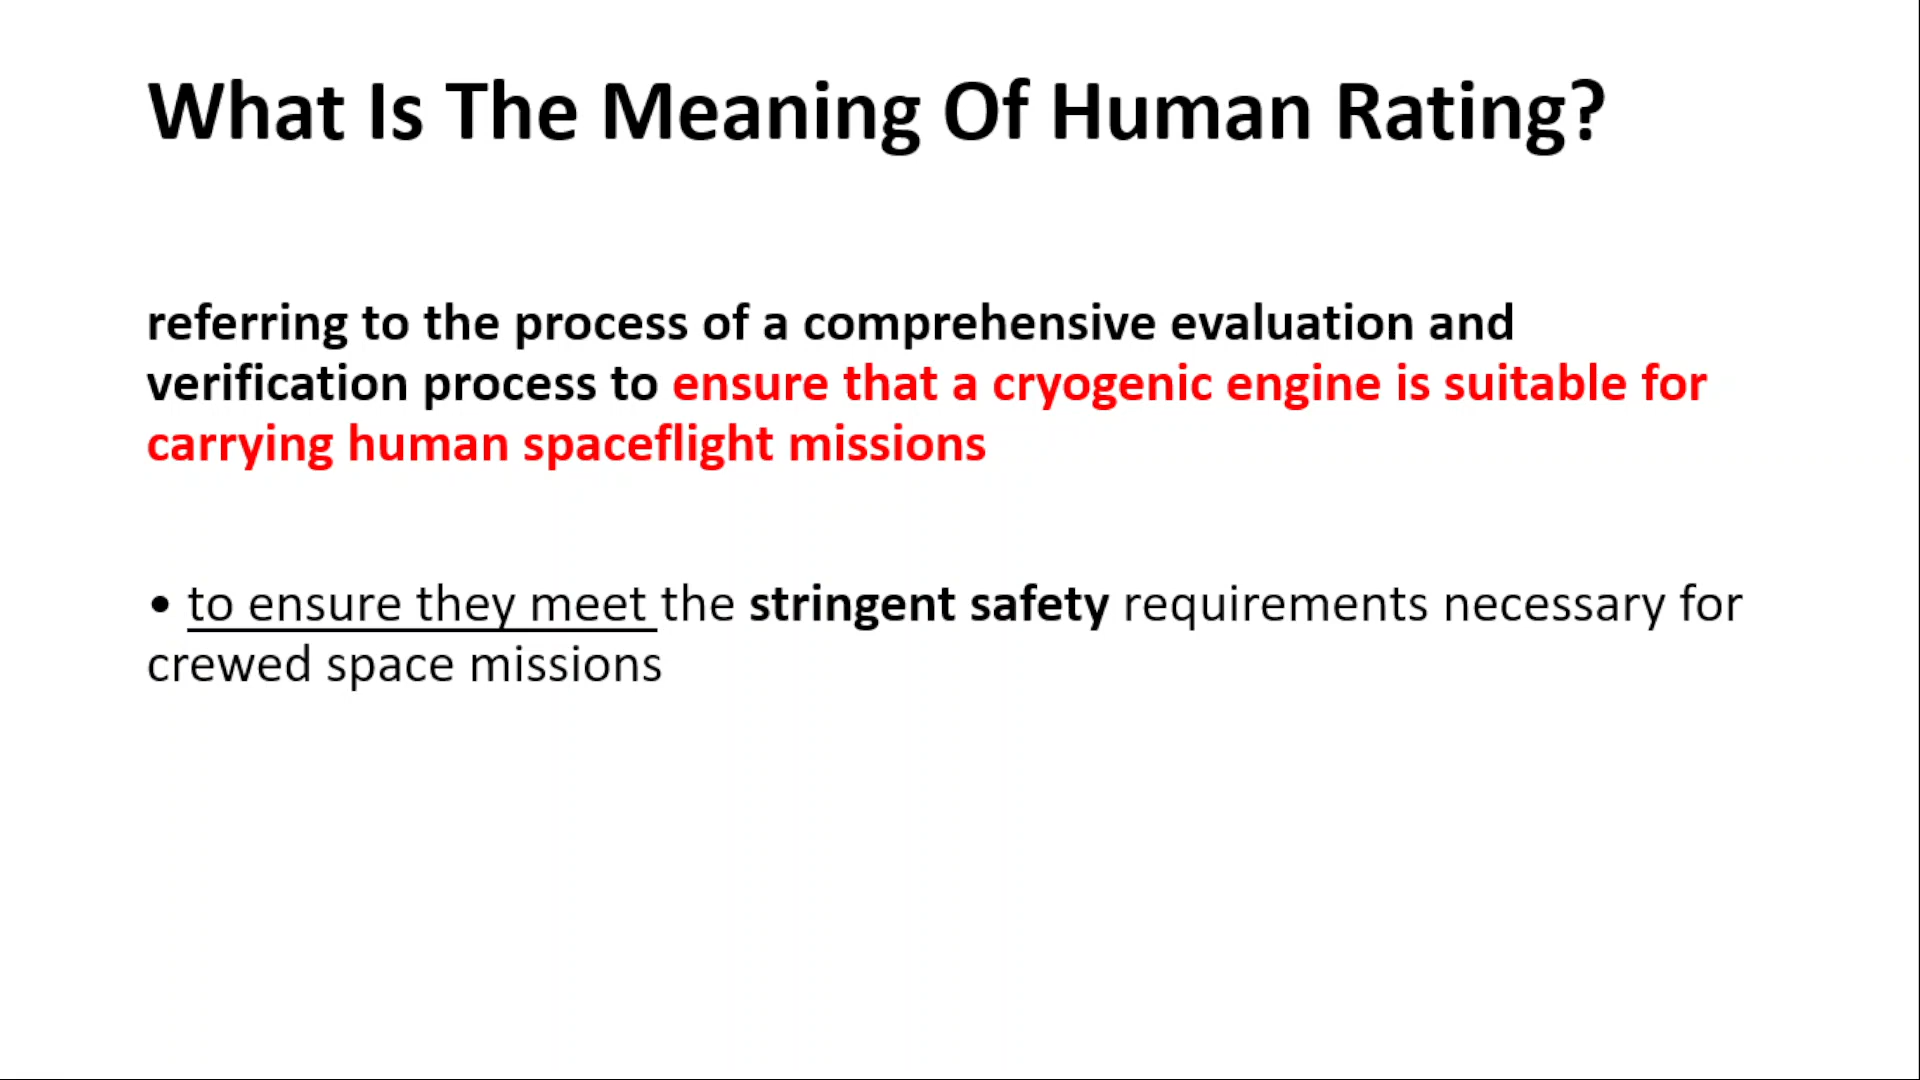 What Is The Meaning Of Human Rating?
referring to the process of a comprehensive evaluation and
verification process to ensure that a cryogenic engine is suitable for
carrying human spaceflight missions
• to ensure they meet the stringent safety requirements necessary for
crewed space missions